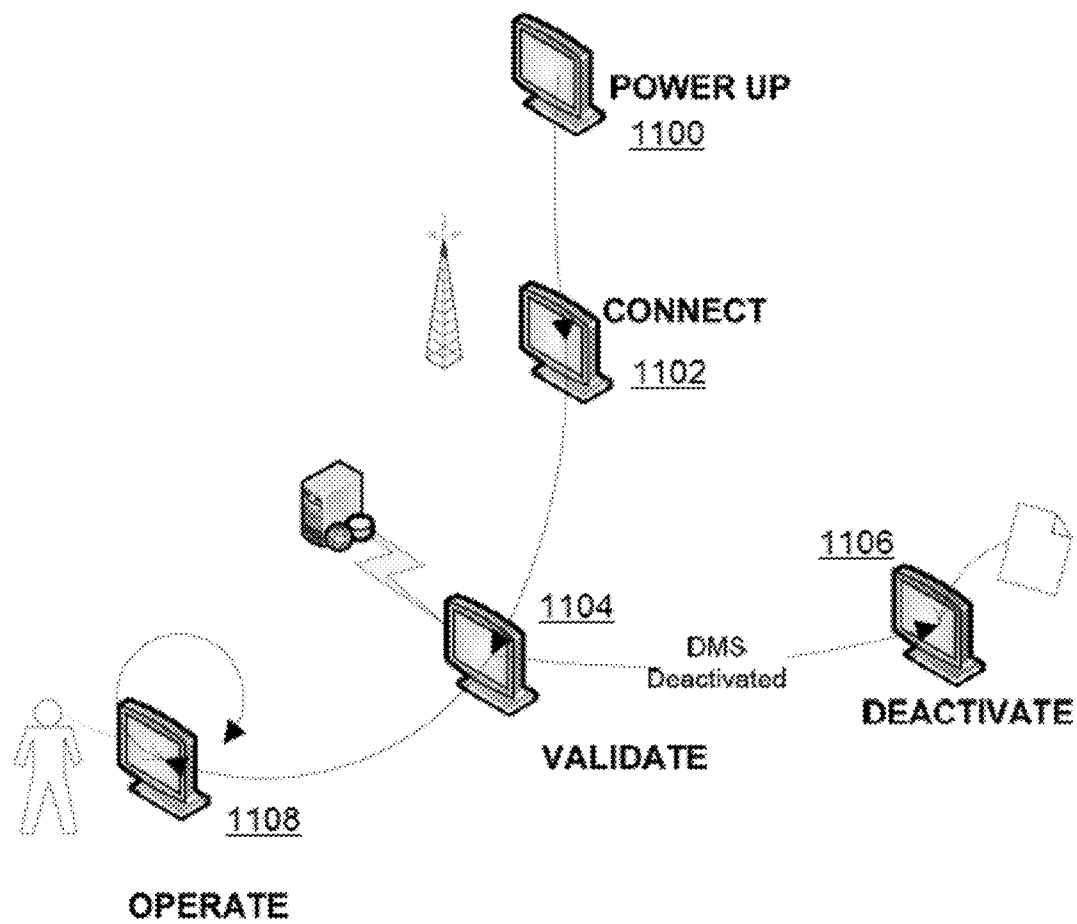 POWER UP
1100
CONNECT
1102
1106
1104
DMS
Deactivated
DEACTIVATE
VALIDATE
1108
OPERATE